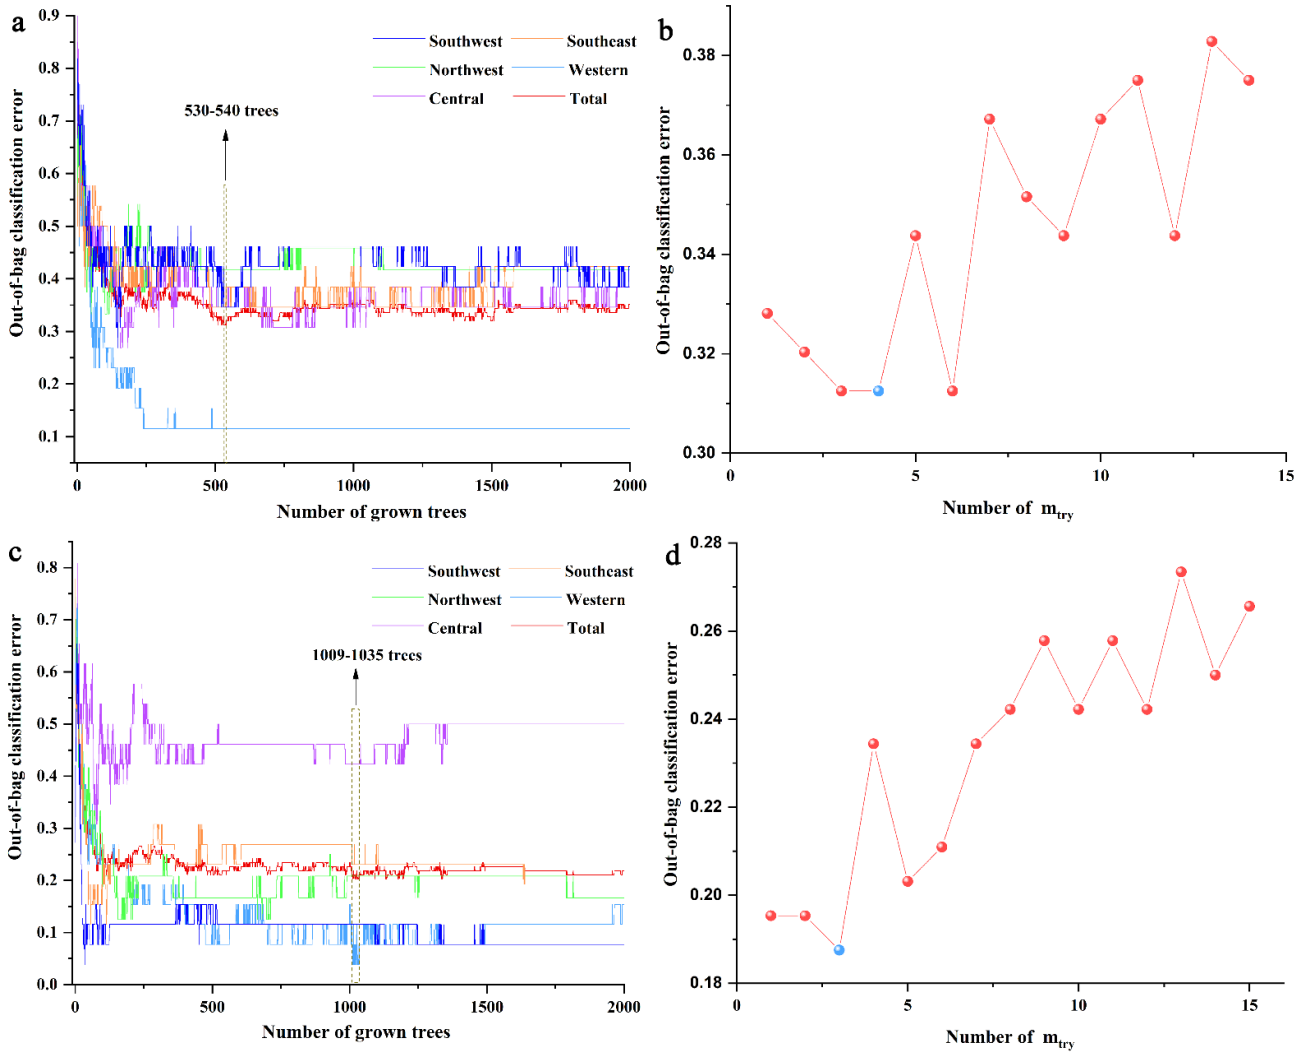 a
0.9
0.8
0.7
0.6
0.5
0.4
0.3
0.2
0.1
Out-of-bag classification error
Southwest
Southeast
Northwest
Western
Central
Total
530-540 trees
0
500
1000
1500
2000
Number of grown trees
b
0.38
0.36
0.34
0.32
0.30
Out-of-bag classification error
0
5
10
15
Number of m_try
c
0.8
0.7
0.6
0.5
0.4
0.3
0.2
0.1
0.0
Out-of-bag classification error
Southwest
Southeast
Northwest
Western
Central
Total
1009-1035 trees
0
500
1000
1500
2000
Number of grown trees
d
0.28
0.26
0.24
0.22
0.20
0.18
Out-of-bag classification error
0
5
10
15
Number of m_try